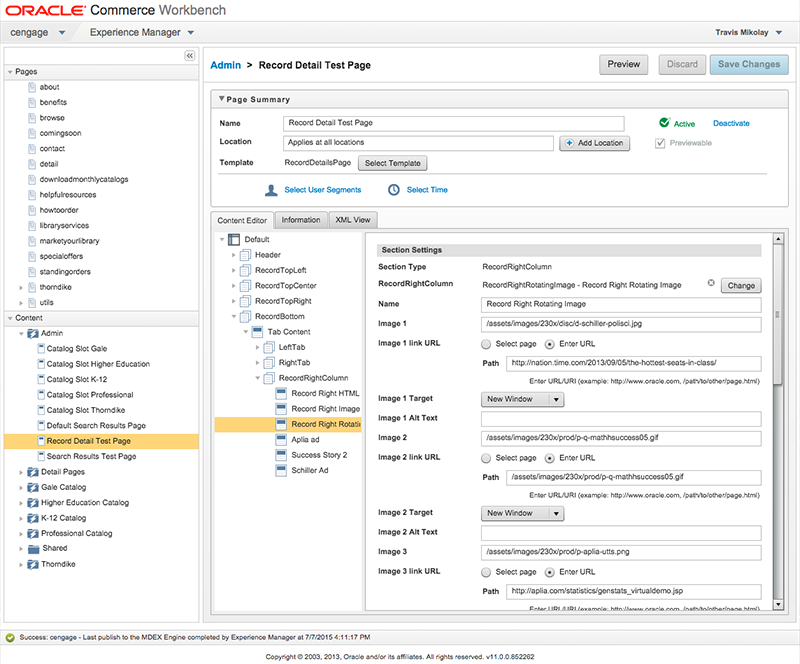 ORACLE® Commerce Workbench
cengage Experience Manager Travis Mikolay
Pages
about
benefits
browse
comingsoon
contact
detail
downloadmonthlycatalogs
helpfulresources
howtoorder
libraryservices
marketyourlibrary
specialoffers
standingorders
thorndike
utils
Content
Admin
Catalog Slot Gale
Catalog Slot Higher Education
Catalog Slot K-12
Catalog Slot Professional
Catalog Slot Thorndike
Default Search Results Page
Record Detail Test Page
Search Results Test Page
Detail Pages
Gale Catalog
Higher Education Catalog
K-12 Catalog
Professional Catalog
Shared
Thorndike
Admin > Record Detail Test Page Preview Discard Save Changes
Page Summary
Name Record Detail Test Page Active Deactivate
Location Applies at all locations Add Location Previewable
Template RecordDetailsPage Select Template
Select User Segments Select Time
Content Editor Information XML View
Default
Header
RecordTopLeft
RecordTopCenter
RecordTopRight
RecordBottom
Tab Content
LeftTab
RightTab
RecordRightColumn
Record Right HTML
Record Right Image
Record Right Rotati
Aplia ad
Success Story 2
Schiller Ad
Section Settings
Section Type RecordRightColumn
RecordRightColumn RecordRightRotatingImage - Record Right Rotating Image Change
Name Record Right Rotating Image
Image 1 /assets/images/230x/disc/d-schiller-polisci.jpg
Image 1 link URL Select page Enter URL
Path http://nation.time.com/2013/09/05/the-hottest-seats-in-class/
Enter URL/URI (example: http://www.oracle.com, /path/to/other/page.html)
Image 1 Target New Window
Image 1 Alt Text
Image 2 /assets/images/230x/prod/p-q-mathhsuccess05.gif
Image 2 link URL Select page Enter URL
Path /assets/images/230x/prod/p-q-mathhsuccess05.gif
Enter URL/URI (example: http://www.oracle.com, /path/to/other/page.html)
Image 2 Target New Window
Image 2 Alt Text
Image 3 /assets/images/230x/prod/p-aplia-utts.png
Image 3 link URL Select page Enter URL
Path http://aplia.com/statistics/genstats_virtualdemo.jsp
Enter URL/URI (example: http://www.oracle.com, /path/to/other/page.html)
Success: cengage - Last publish to the MDEX Engine completed by Experience Manager at 7/7/2015 4:11:17 PM
Copyright © 2003, 2013, Oracle and/or its affiliates. All rights reserved. v11.0.0.852262